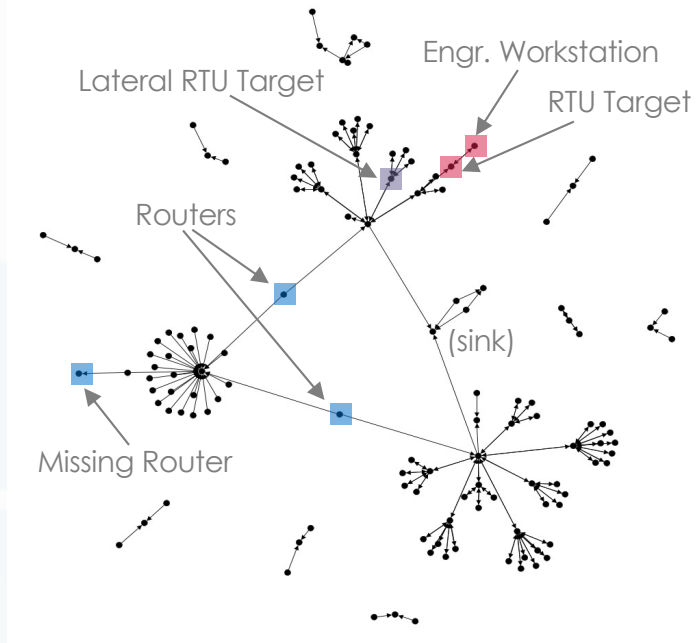 Engr. Workstation
Lateral RTU Target
RTU Target
Routers
(sink)
Missing Router